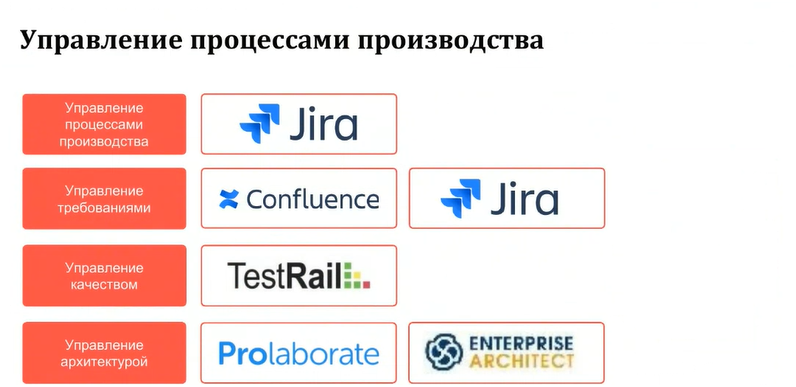 Управление процессами производства
Управление
процессами
производства
Jira
Управление
требованиями
Confluence
Jira
Управление
качеством
TestRail
Управление
архитектурой
Prolaborate
ENTERPRISE
ARCHITECT